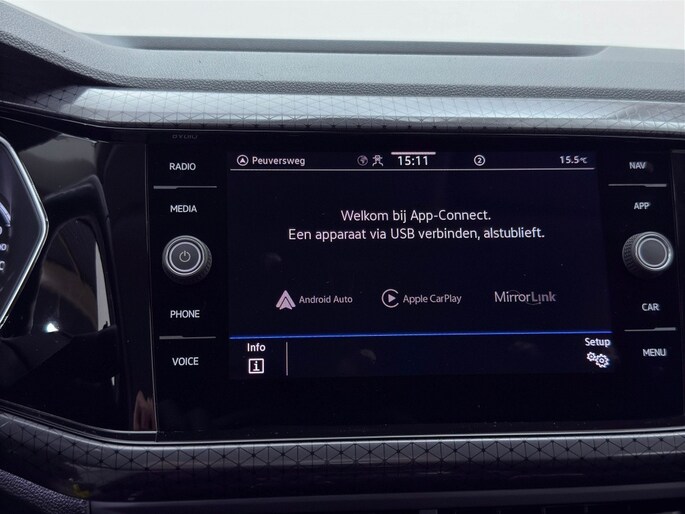 RADIO
MEDIA
PHONE
VOICE
Peuversweg
15:11
2
15.5°C
Welkom bij App-Connect.
Een apparaat via USB verbinden, alstublieft.
Android Auto
Apple CarPlay
MirrorLink
Info
i
Setup
NAV
APP
CAR
MENU